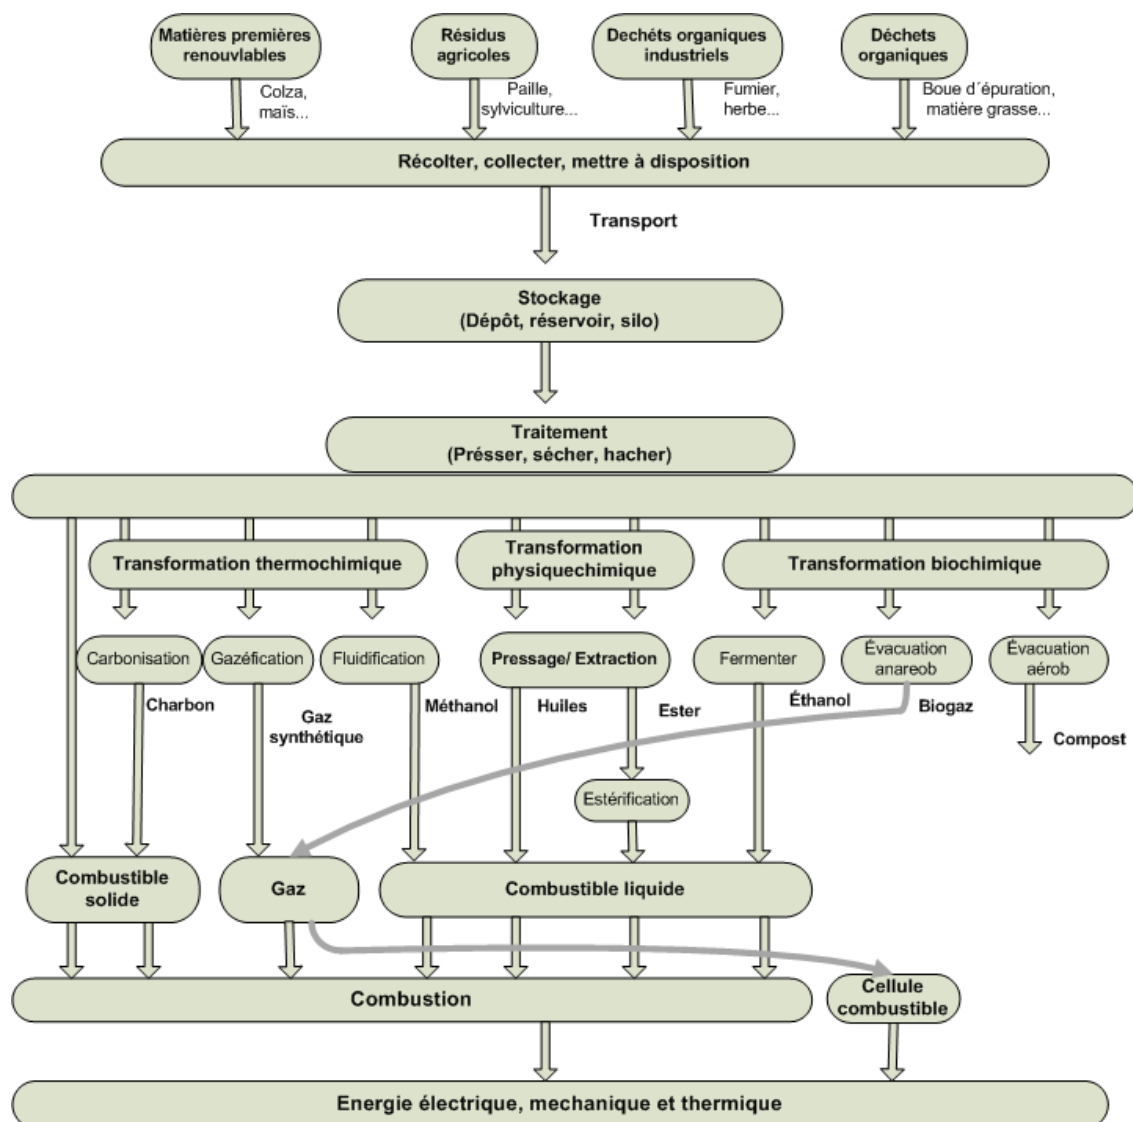 Matières premières
renouvlables
Résidus
agricoles
Dechéts organiques
industriels
Déchets
organiques
Colza,
maïs...
Paille,
sylviculture...
Fumier,
herbe...
Boue d´épuration,
matière grasse...
Récolter, collecter, mettre à disposition
Transport
Stockage
(Dépôt, réservoir, silo)
Traitement
(Présser, sécher, hacher)
Transformation thermochimique
Transformation
physiquechimique
Transformation biochimique
Carbonisation
Gazéfication
Fluidification
Pressage/ Extraction
Fermenter
Évacuation
anareob
Évacuation
aérob
Charbon
Gaz
synthétique
Méthanol
Huiles
Ester
Éthanol
Biogaz
Compost
Estérification
Combustible
solide
Gaz
Combustible liquide
Combustion
Cellule
combustible
Energie électrique, mechanique et thermique